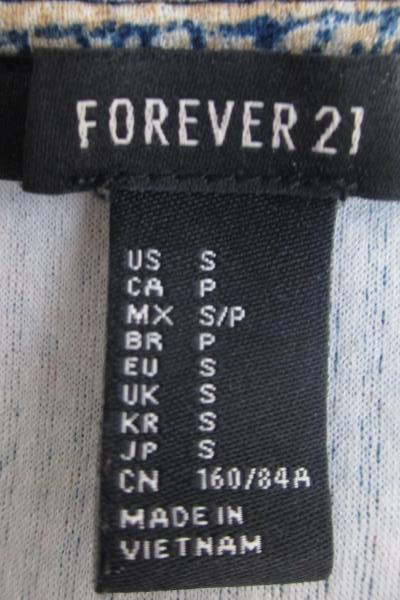 FOREVER 21
US S
CA P
MX S/P
BR P
EU S
UK S
KR S
JP S
CN 160/84A
MADE IN
VIETNAM